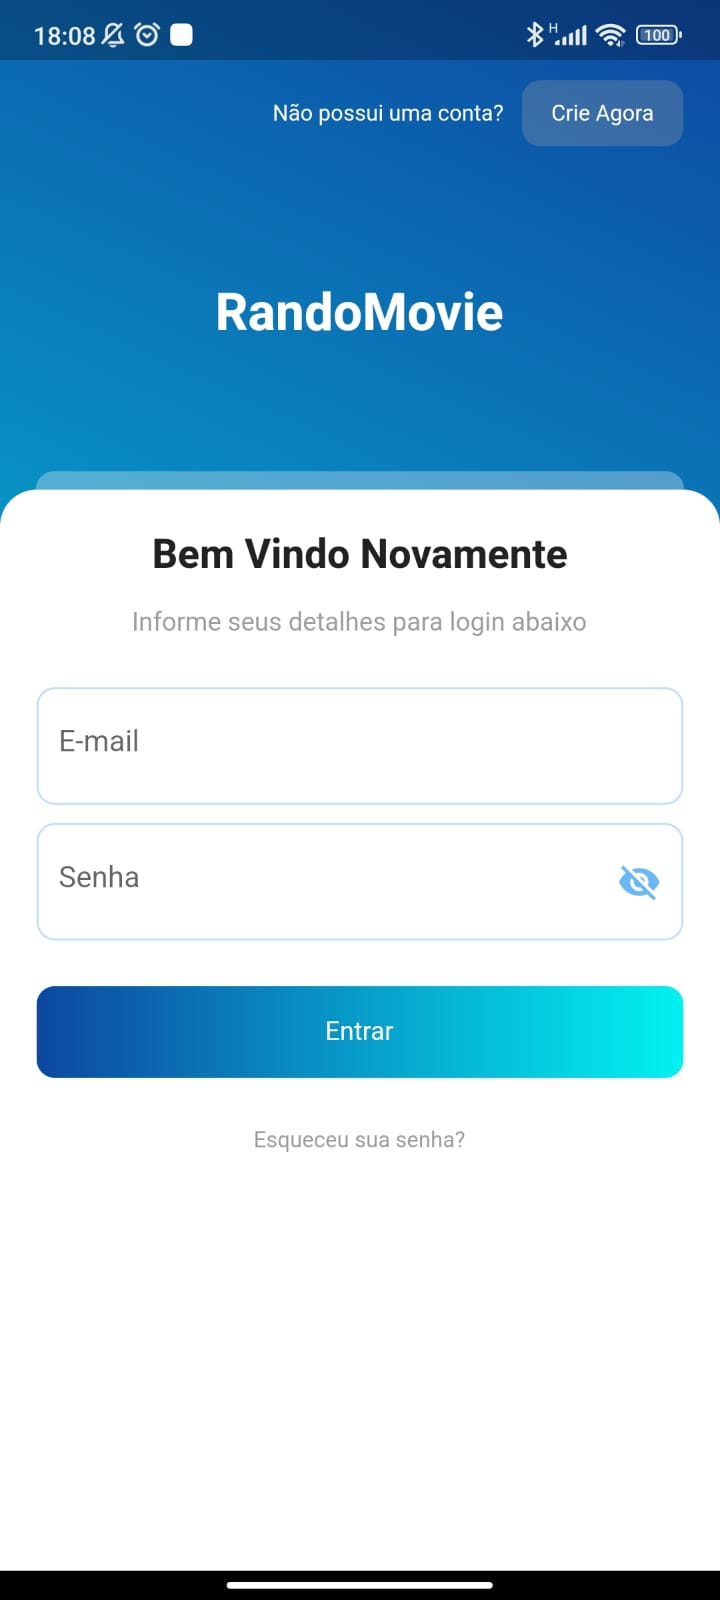 18:08
H
100
Não possui uma conta?
Crie Agora
RandoMovie
Bem Vindo Novamente
Informe seus detalhes para login abaixo
E-mail
Senha
Entrar
Esqueceu sua senha?